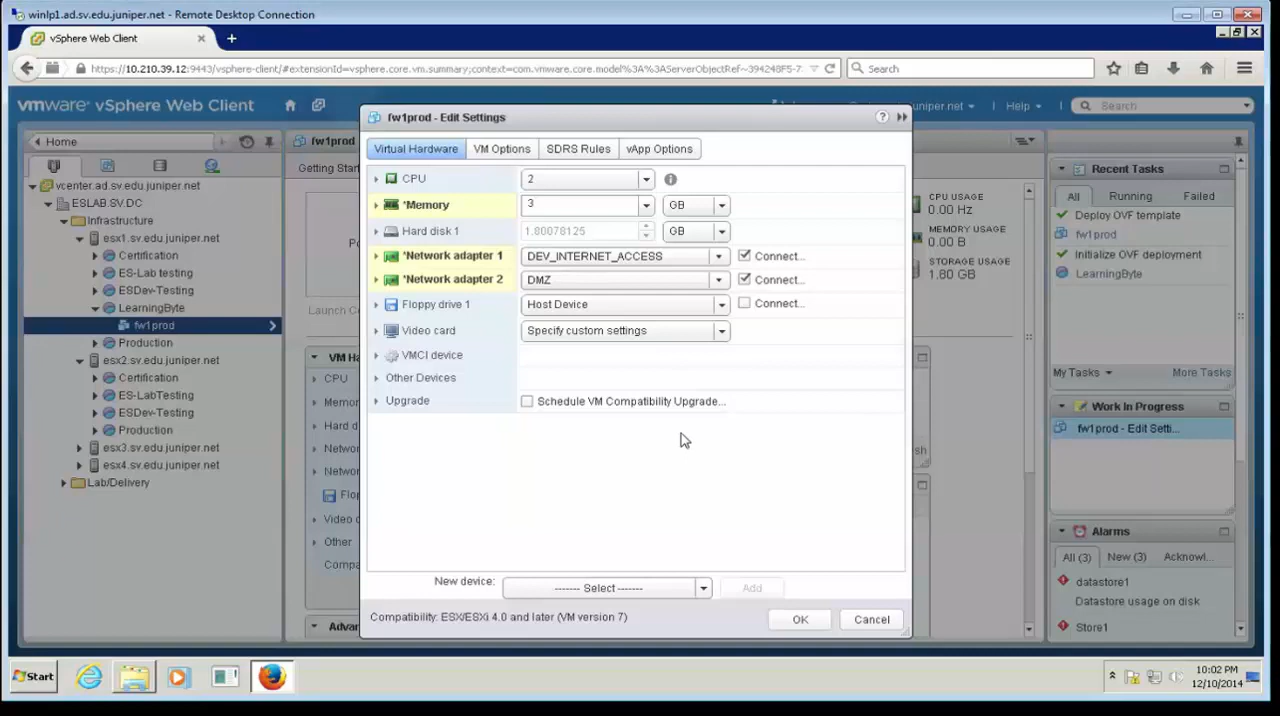 winlp1.ad.sv.edu.juniper.net - Remote Desktop Connection
vSphere Web Client
https://10.210.39.12:9443/vsphere-client/#extensionId=vsphere.core.vm.summary;context=com.vmware.core.model%3A%3AServerObjectRef~394248F5-7
Search
vmware® vSphere Web Client
juniper.net
Help
Search
Home
vcenter.ad.sv.edu.juniper.net
ESLAB.SV.DC
Infrastructure
esx1.sv.edu.juniper.net
Certification
ES-Lab testing
ESDev-Testing
LearningByte
fw1prod
Production
esx2.sv.edu.juniper.net
Certification
ES-LabTesting
ESDev-Testing
Production
esx3.sv.edu.juniper.net
esx4.sv.edu.juniper.net
Lab/Delivery
fw1prod
Getting Start
Po
Launch Co
VM Ha
CPU
Memor
Hard d
Netwo
Netwo
Flop
Video c
Other
Compa
Advan
fw1prod - Edit Settings
Virtual Hardware
VM Options
SDRS Rules
vApp Options
CPU
2
*Memory
3
GB
Hard disk 1
1.80078125
GB
*Network adapter 1
DEV_INTERNET_ACCESS
Connect...
*Network adapter 2
DMZ
Connect...
Floppy drive 1
Host Device
Connect...
Video card
Specify custom settings
VMCI device
Other Devices
Upgrade
Schedule VM Compatibility Upgrade...
New device:
------- Select -------
Add
Compatibility: ESX/ESXi 4.0 and later (VM version 7)
OK
Cancel
CPU USAGE
0.00 Hz
MEMORY USAGE
0.00 B
STORAGE USAGE
1.80 GB
sh
Recent Tasks
All
Running
Failed
Deploy OVF template
fw1prod
Initialize OVF deployment
LearningByte
My Tasks
More Tasks
Work In Progress
fw1prod - Edit Setti...
Alarms
All (3)
New (3)
Acknowl...
datastore1
Datastore usage on disk
Store1
Start
10:02 PM
12/10/2014